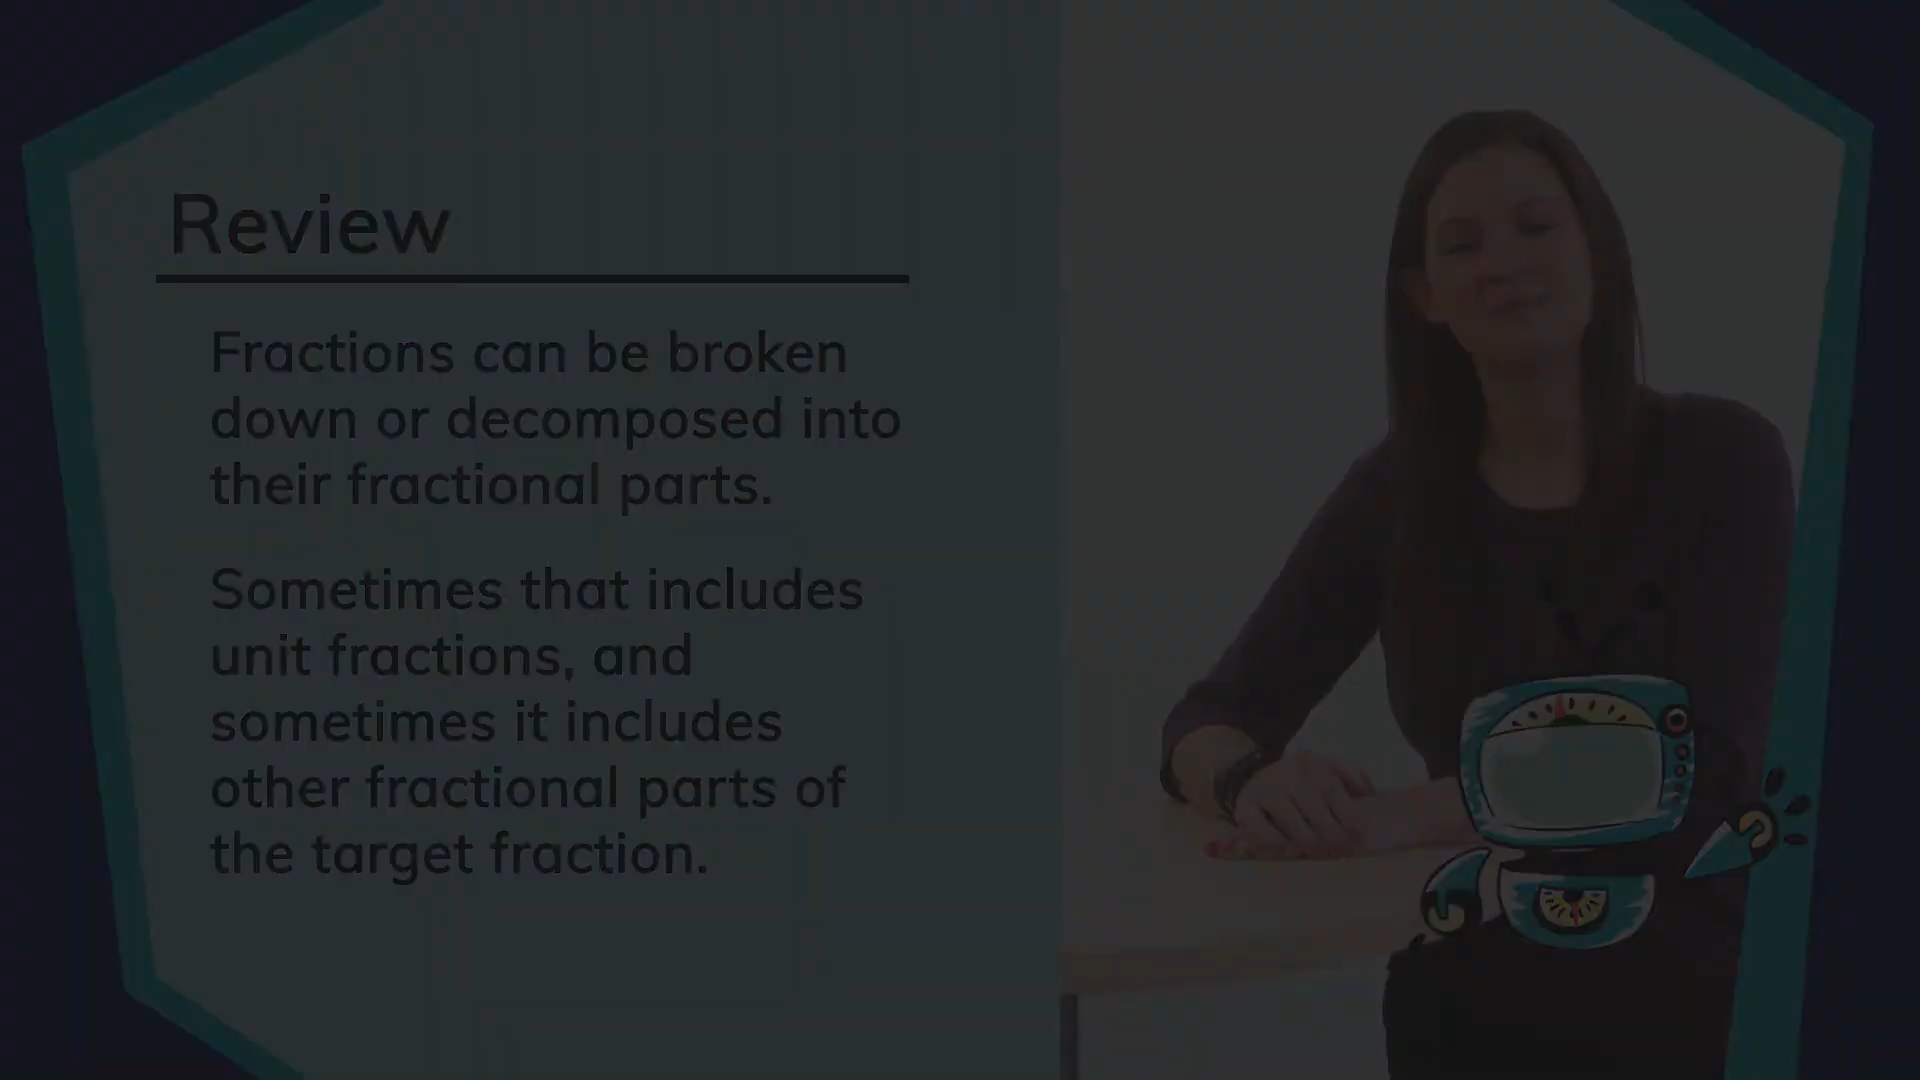 Review
Fractions can be broken
down or decomposed into
their fractional parts.
Sometimes that includes
unit fractions, and
sometimes it includes
other fractional parts of
the target fraction.